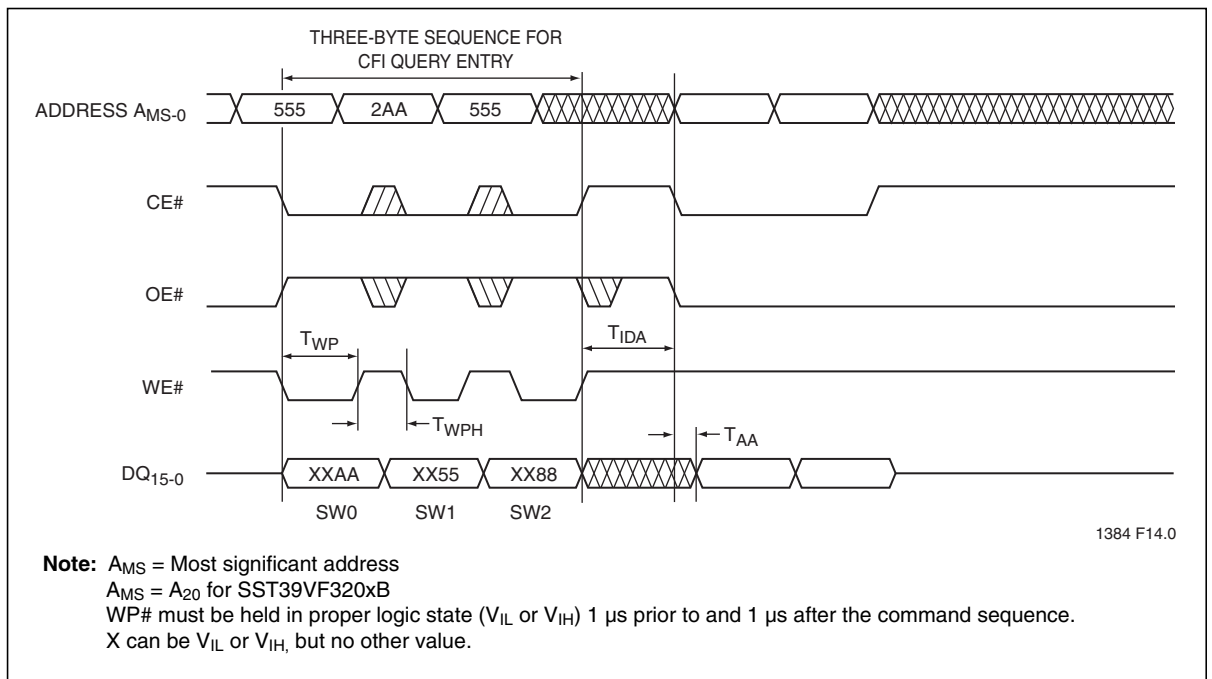 THREE-BYTE SEQUENCE FOR
CFI QUERY ENTRY
ADDRESS AMS-0
555
2AA
555
CE#
OE#
TWP
TIDA
WE#
TWPH
TAA
DQ15-0
XXAA
XX55
XX88
SW0
SW1
SW2
1384 F14.0
Note: AMS = Most significant address
AMS = A20 for SST39VF320xB
WP# must be held in proper logic state (VIL or VIH) 1 µs prior to and 1 µs after the command sequence.
X can be VIL or VIH, but no other value.